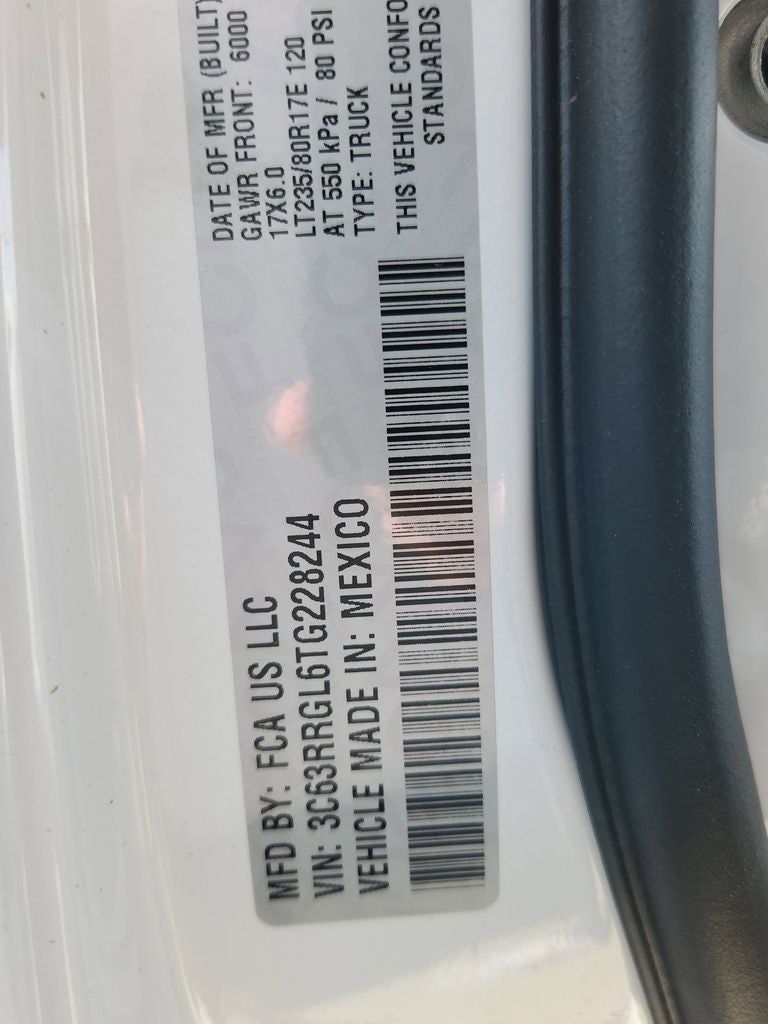 MFD BY: FCA US LLC
VIN: 3C63RRGL6TG228244
VEHICLE MADE IN: MEXICO
DATE OF MFR (BUILT)
GAWR FRONT: 6000
17X6.0
LT235/80R17E 120
AT 550 kPa / 80 PSI
TYPE: TRUCK
THIS VEHICLE CONFO
STANDARDS